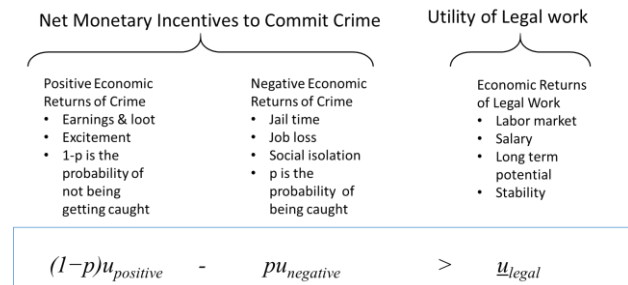 Net Monetary Incentives to Commit Crime
Utility of Legal work
Positive Economic
Returns of Crime
• Earnings & loot
• Excitement
• 1-p is the
probability of
not being
getting caught
Negative Economic
Returns of Crime
• Jail time
• Job loss
• Social isolation
• p is the
probability of
being caught
Economic Returns
of Legal Work
• Labor market
• Salary
• Long term
potential
• Stability
(1−p)u_positive - pu_negative > u_legal